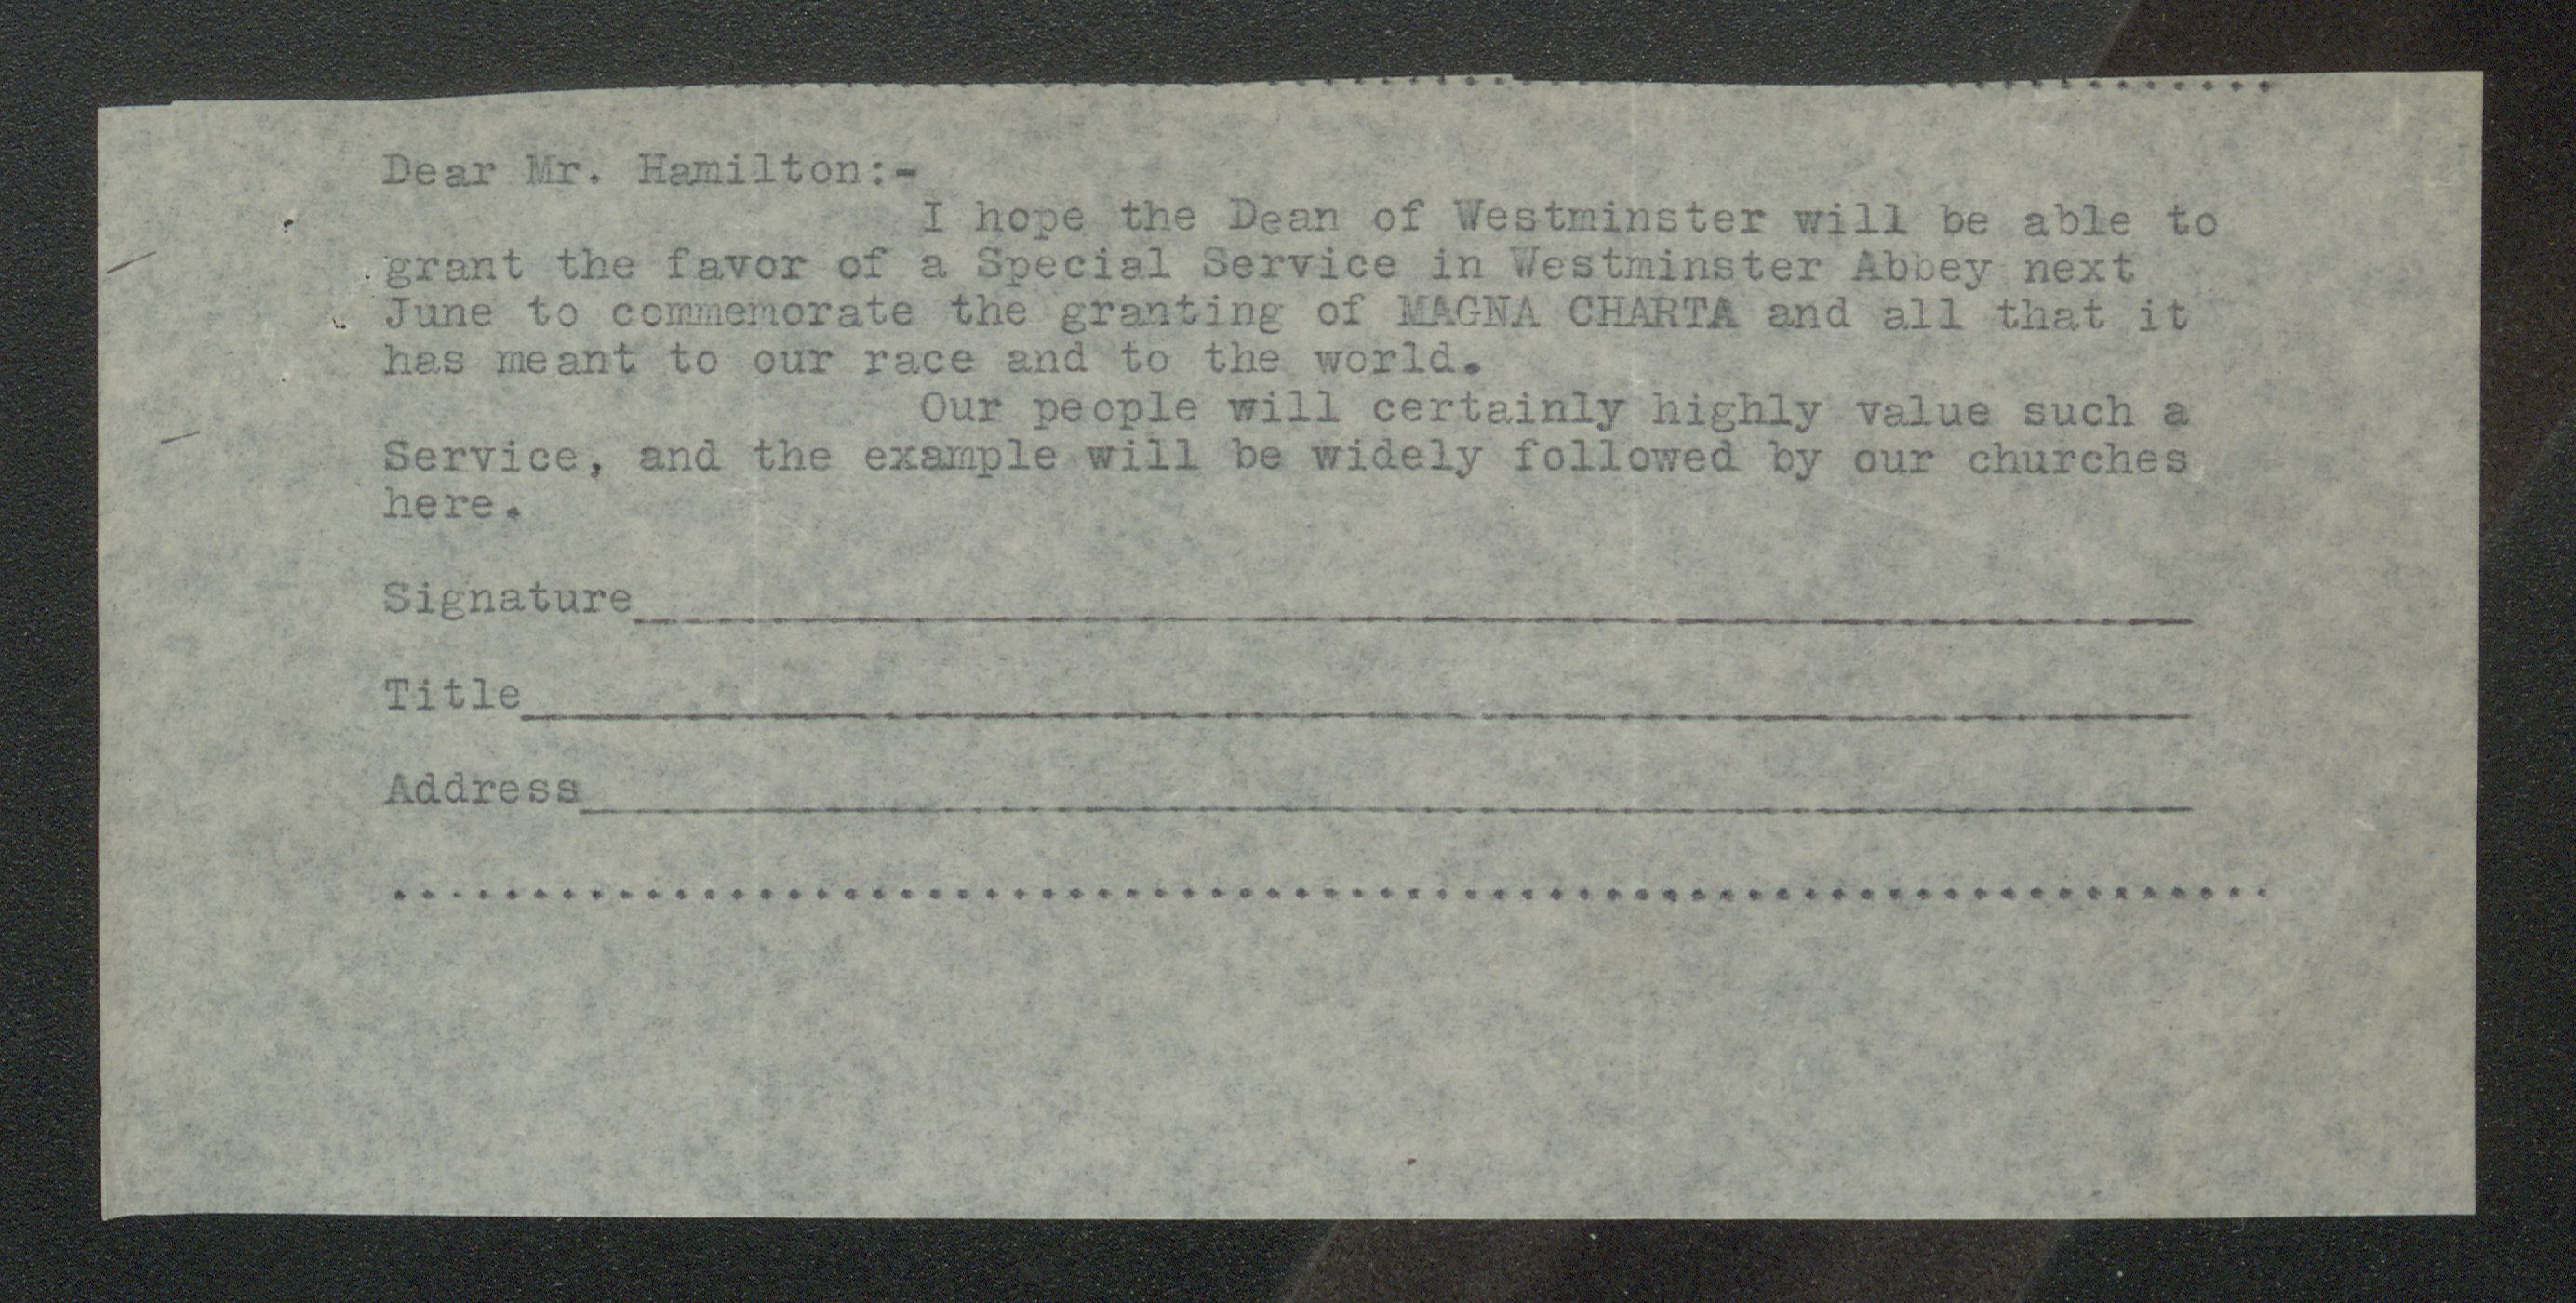 Dear Mr. Hamilton:-
I hope the Dean of Westminster will be able to
grant the favor of a Special Service in Westminster Abbey next
June to commemorate the granting of MAGNA CHARTA and all that it
has meant to our race and to the world.
Our people will certainly highly value such a
Service, and the example will be widely followed by our churches
here.
Signature
Title
Address